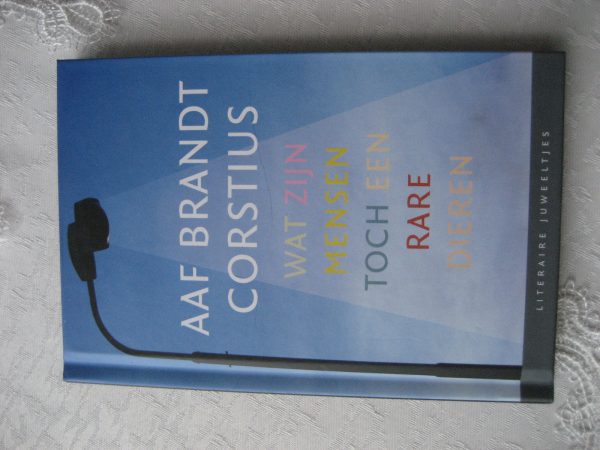 AAF BRANDT
CORSTIUS
WAT ZIJN
MENSEN
TOCH EEN
RARE
DIEREN
LITERAIRE JUWEELTJES